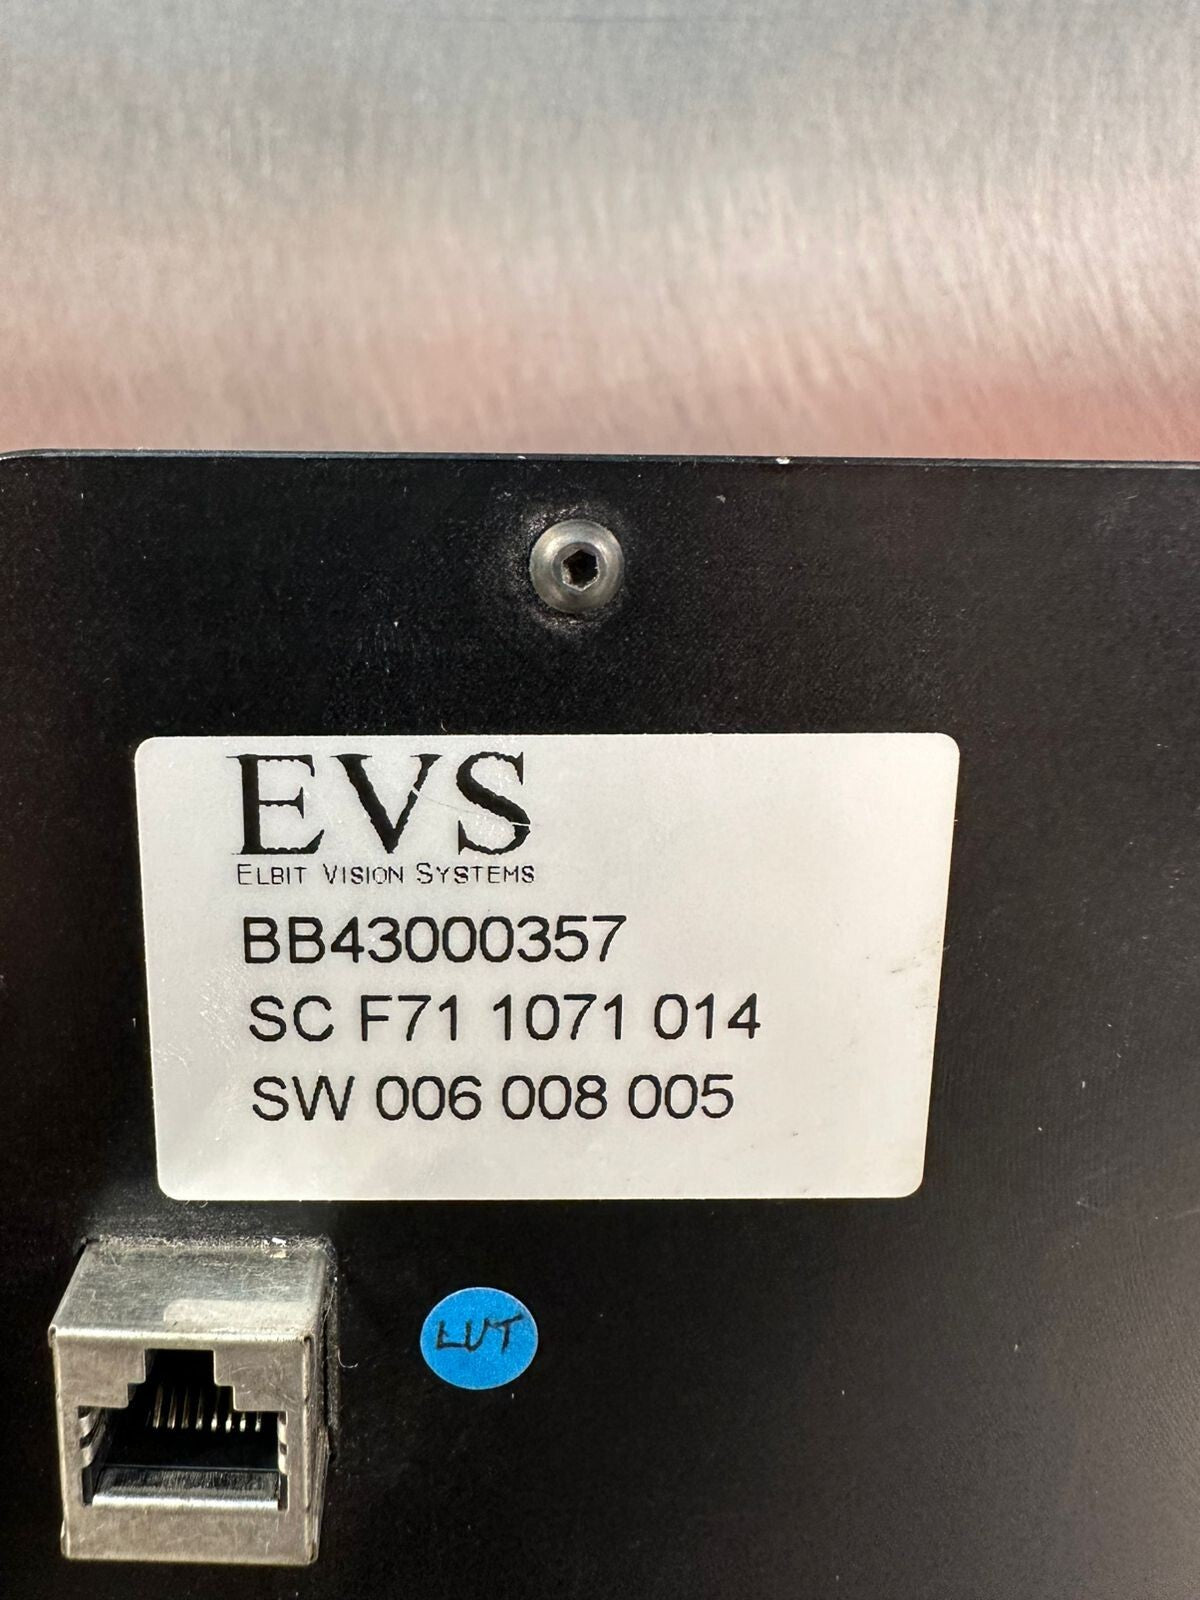 EVS
ELBIT VISION SYSTEMS
BB43000357
SC F71 1071 014
SW 006 008 005
LUT